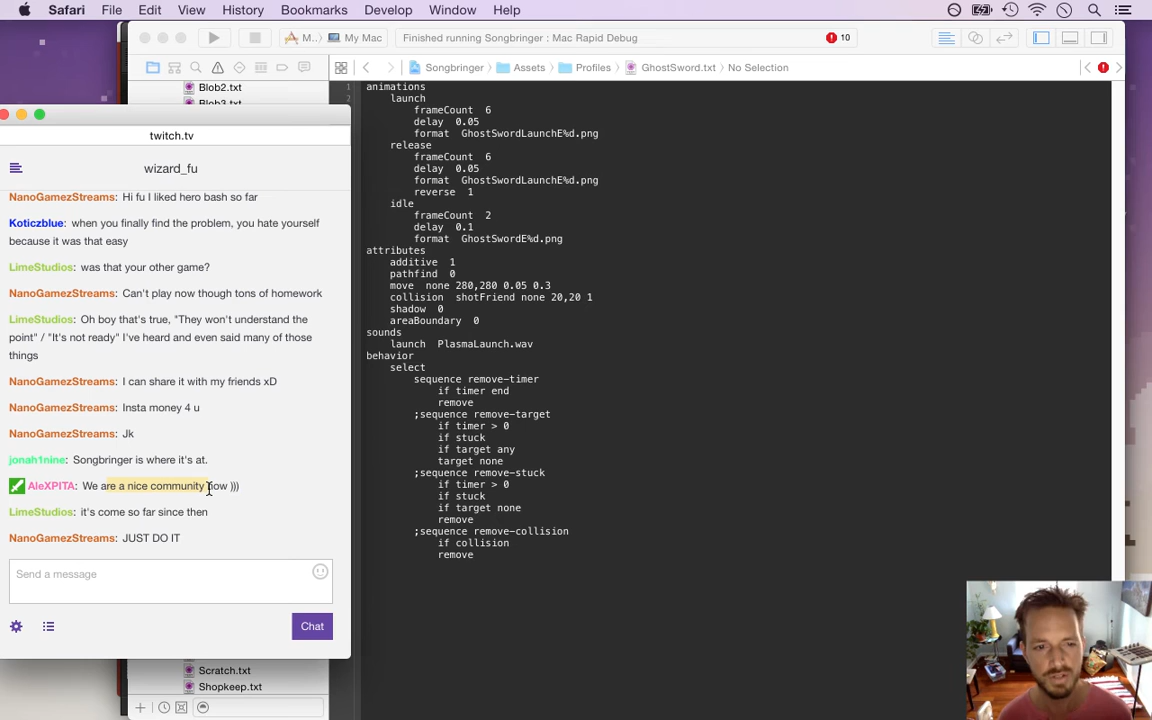 Safari File Edit View History Bookmarks Develop Window Help
M.. My Mac Finished running Songbringer : Mac Rapid Debug 10
Songbringer Assets Profiles GhostSword.txt No Selection
Blob2.txt
Blob3.txt
twitch.tv
wizard_fu
NanoGamezStreams: Hi fu I liked hero bash so far
Koticzblue: when you finally find the problem, you hate yourself
because it was that easy
LimeStudios: was that your other game?
NanoGamezStreams: Can't play now though tons of homework
LimeStudios: Oh boy that's true, "They won't understand the
point" / "It's not ready" I've heard and even said many of those
things
NanoGamezStreams: I can share it with my friends xD
NanoGamezStreams: Insta money 4 u
NanoGamezStreams: Jk
jonah1nine: Songbringer is where it's at.
AleXPITA: We are a nice community now )))
LimeStudios: it's come so far since then
NanoGamezStreams: JUST DO IT
Send a message
Chat
Scratch.txt
Shopkeep.txt
1
2
animations
launch
frameCount 6
delay 0.05
format GhostSwordLaunchE%d.png
release
frameCount 6
delay 0.05
format GhostSwordLaunchE%d.png
reverse 1
idle
frameCount 2
delay 0.1
format GhostSwordE%d.png
attributes
additive 1
pathfind 0
move none 280,280 0.05 0.3
collision shotFriend none 20,20 1
shadow 0
areaBoundary 0
sounds
launch PlasmaLaunch.wav
behavior
select
sequence remove-timer
if timer end
remove
;sequence remove-target
if timer > 0
if stuck
if target any
target none
;sequence remove-stuck
if timer > 0
if stuck
if target none
remove
;sequence remove-collision
if collision
remove